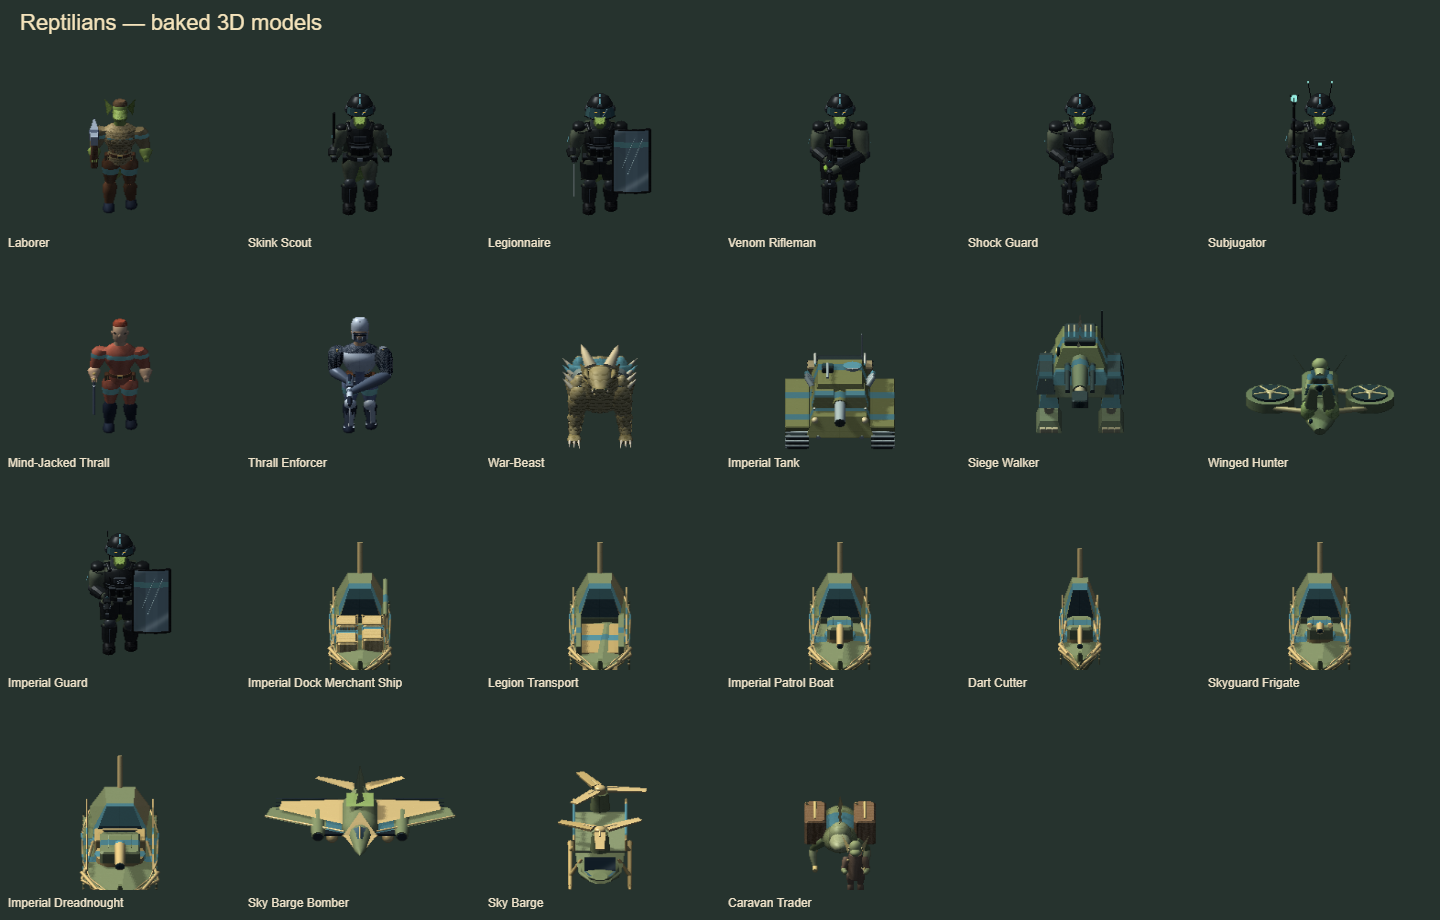 Reptilians — baked 3D models
Laborer
Skink Scout
Legionnaire
Venom Rifleman
Shock Guard
Subjugator
Mind-Jacked Thrall
Thrall Enforcer
War-Beast
Imperial Tank
Siege Walker
Winged Hunter
Imperial Guard
Imperial Dock Merchant Ship
Legion Transport
Imperial Patrol Boat
Dart Cutter
Skyguard Frigate
Imperial Dreadnought
Sky Barge Bomber
Sky Barge
Caravan Trader